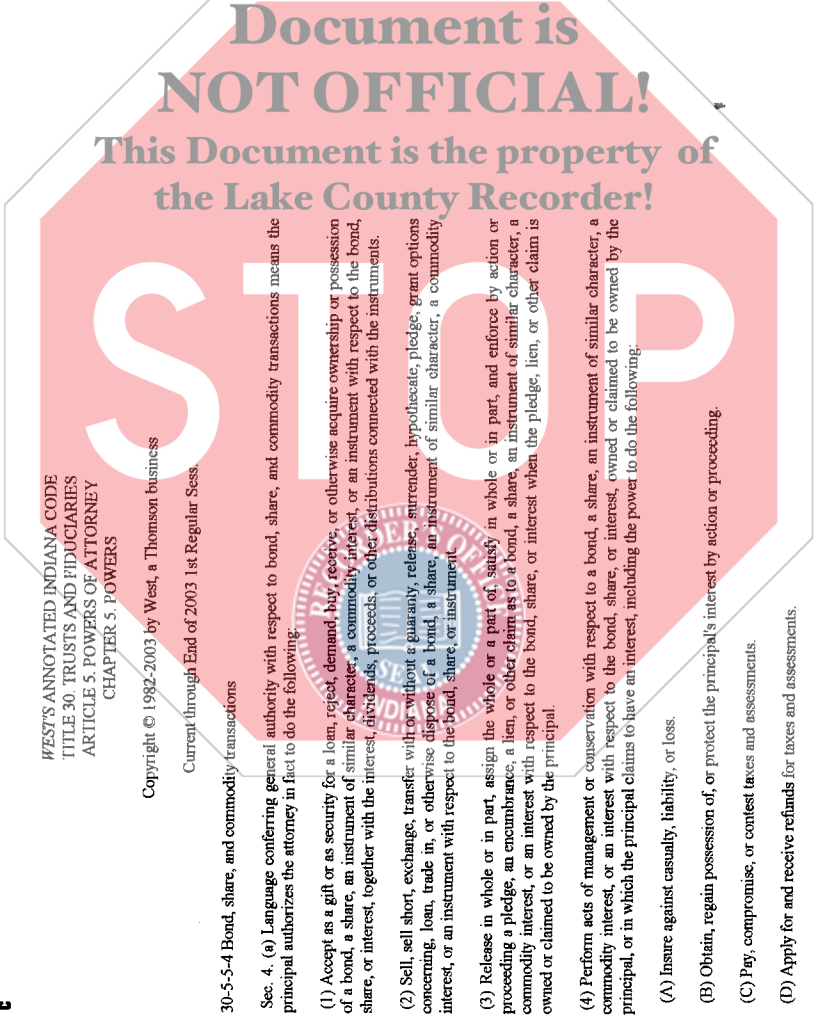 Document is
NOT OFFICIAL!
This Document is the property of
the Lake County Recorder!
STOP
WEST'S ANNOTATED INDIANA CODE
TITLE 30. TRUSTS AND FIDUCIARIES
ARTICLE 5. POWERS OF ATTORNEY
CHAPTER 5. POWERS
Copyright © 1982-2003 by West, a Thomson business
Current through End of 2003 1st Regular Sess.
30-5-5-4 Bond, share, and commodity transactions
Sec. 4. (a) Language conferring general authority with respect to bond, share, and commodity transactions means the
principal authorizes the attorney in fact to do the following:
(1) Accept as a gift or as security for a loan, reject, demand, buy, receive, or otherwise acquire ownership or possession
of a bond, a share, an instrument of similar character, a commodity interest, or an instrument with respect to the bond,
share, or interest, together with the interest, dividends, proceeds, or other distributions connected with the instruments.
(2) Sell, sell short, exchange, transfer with or without a guaranty, release, surrender, hypothecate, pledge, grant options
concerning, loan, trade in, or otherwise dispose of a bond, a share, an instrument of similar character, a commodity
interest, or an instrument with respect to the bond, share, or instrument.
(3) Release in whole or in part, assign the whole or a part of, satisfy in whole or in part, and enforce by action or
proceeding a pledge, an encumbrance, a lien, or other claim as to a bond, a share, an instrument of similar character, a
commodity interest, or an interest with respect to the bond, share, or interest when the pledge, lien, or other claim is
owned or claimed to be owned by the principal.
(4) Perform acts of management or conservation with respect to a bond, a share, an instrument of similar character, a
commodity interest, or an interest with respect to the bond, share, or interest, owned or claimed to be owned by the
principal, or in which the principal claims to have an interest, including the power to do the following:
(A) Insure against casualty, liability, or loss.
(B) Obtain, regain possession of, or protect the principal's interest by action or proceeding.
(C) Pay, compromise, or contest taxes and assessments.
(D) Apply for and receive refunds for taxes and assessments.
SEAL
INDIANA